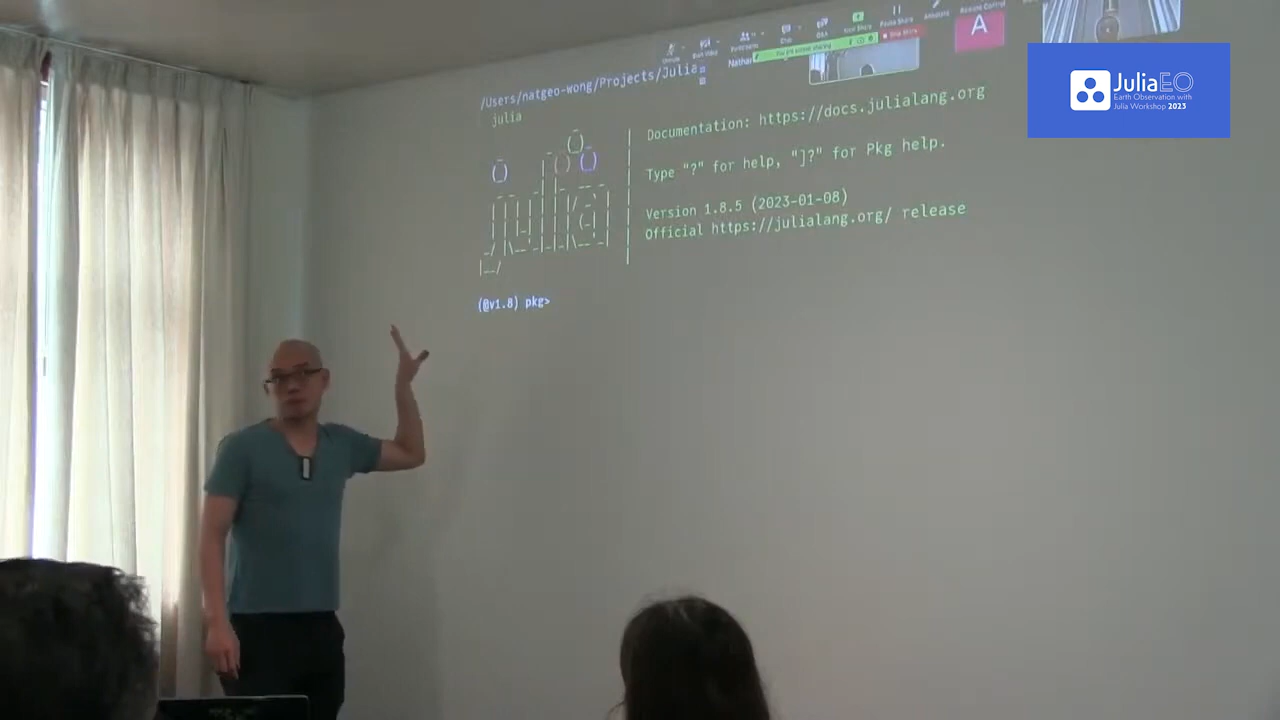 /Users/natgeo-wong/Projects/Julia
julia
Documentation: https://docs.julialang.org
Type "?" for help, "]?" for Pkg help.
Version 1.8.5 (2023-01-08)
Official https://julialang.org/ release
(@v1.8) pkg>
A
JuliaEO
Earth Observation with
Julia Workshop 2023